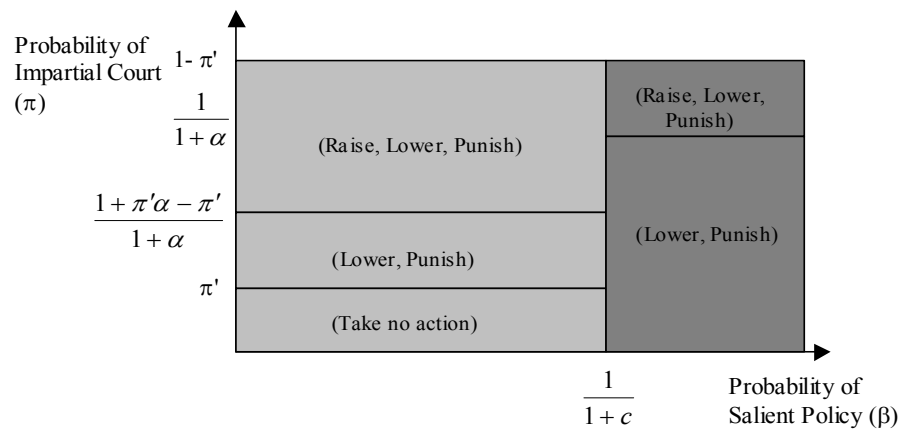 Probability of
Impartial Court
(π)
1- π'
1
1 + α
1 + π'α − π'
1 + α
π'
(Raise, Lower, Punish)
(Lower, Punish)
(Take no action)
(Raise, Lower,
Punish)
(Lower, Punish)
1
1 + c
Probability of
Salient Policy (β)